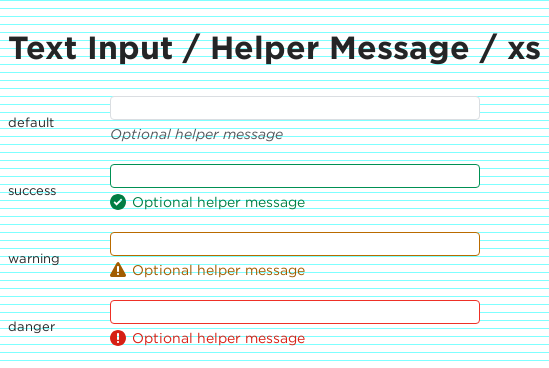 Text Input / Helper Message / xs
default
Optional helper message
success
Optional helper message
warning
Optional helper message
danger
Optional helper message